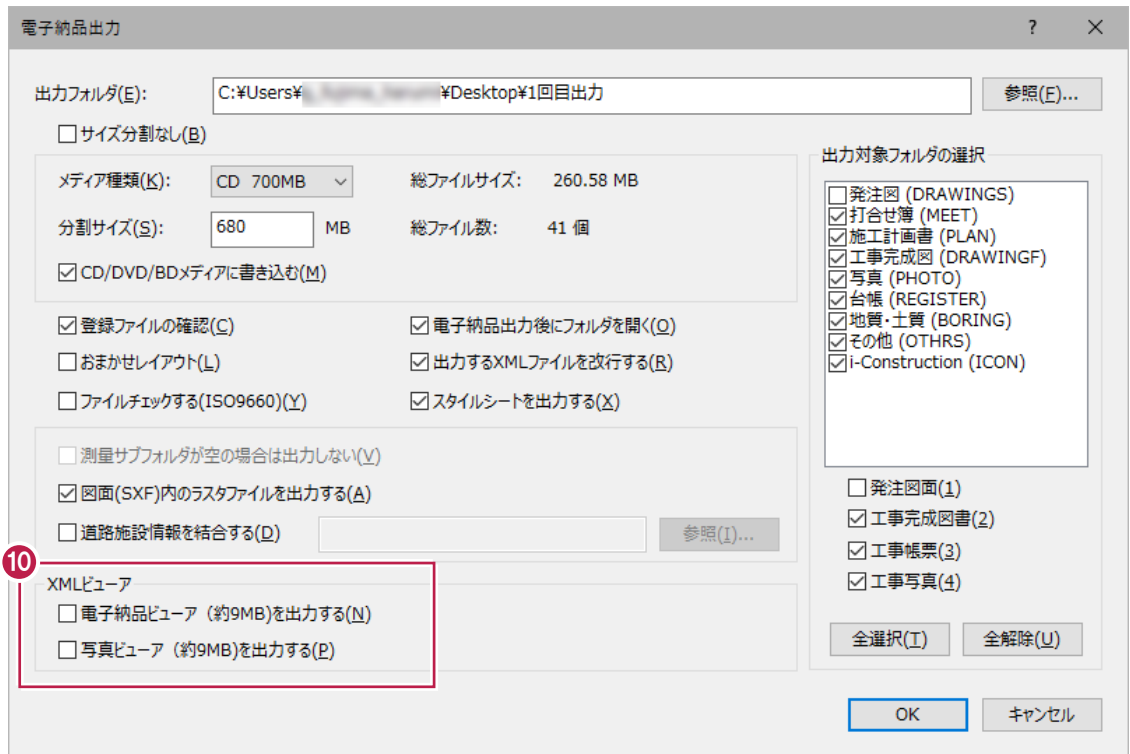 電子納品出力
出力フォルダ(E):
C:¥Users¥ ¥Desktop¥1回目出力
参照(F)...
サイズ分割なし(B)
メディア種類(K):
CD 700MB
総ファイルサイズ:
260.58 MB
分割サイズ(S):
680
MB
総ファイル数:
41 個
CD/DVD/BDメディアに書き込む(M)
登録ファイルの確認(C)
電子納品出力後にフォルダを開く(O)
おまかせレイアウト(L)
出力するXMLファイルを改行する(R)
ファイルチェックする(ISO9660)(Y)
スタイルシートを出力する(X)
測量サブフォルダが空の場合は出力しない(V)
図面(SXF)内のラスタファイルを出力する(A)
道路施設情報を結合する(D)
参照(I)...
10
XMLビューア
電子納品ビューア(約9MB)を出力する(N)
写真ビューア(約9MB)を出力する(P)
出力対象フォルダの選択
発注図 (DRAWINGS)
打合せ簿 (MEET)
施工計画書 (PLAN)
工事完成図 (DRAWINGF)
写真 (PHOTO)
台帳 (REGISTER)
地質・土質 (BORING)
その他 (OTHRS)
i-Construction (ICON)
発注図面(1)
工事完成図書(2)
工事帳票(3)
工事写真(4)
全選択(T)
全解除(U)
OK
キャンセル